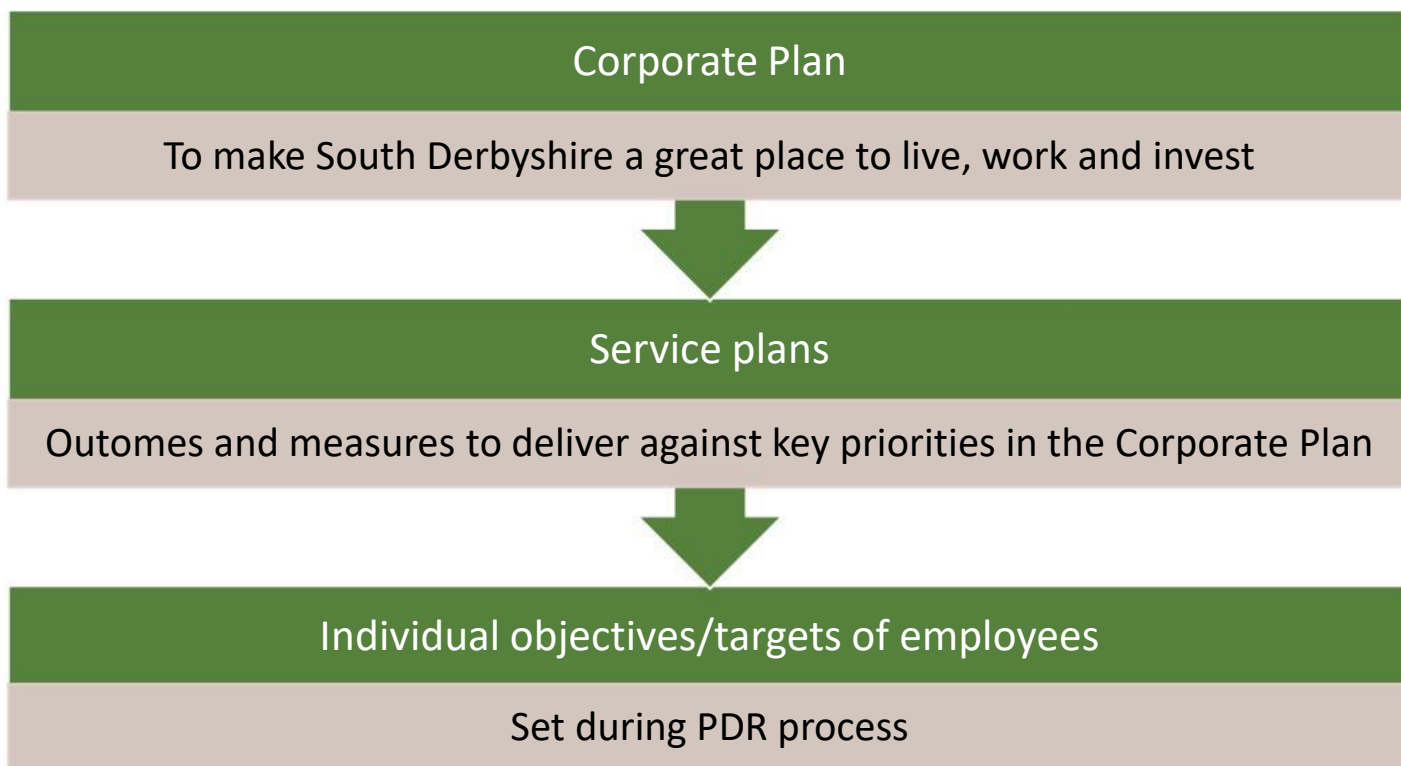 Corporate Plan
To make South Derbyshire a great place to live, work and invest
Service plans
Outomes and measures to deliver against key priorities in the Corporate Plan
Individual objectives/targets of employees
Set during PDR process